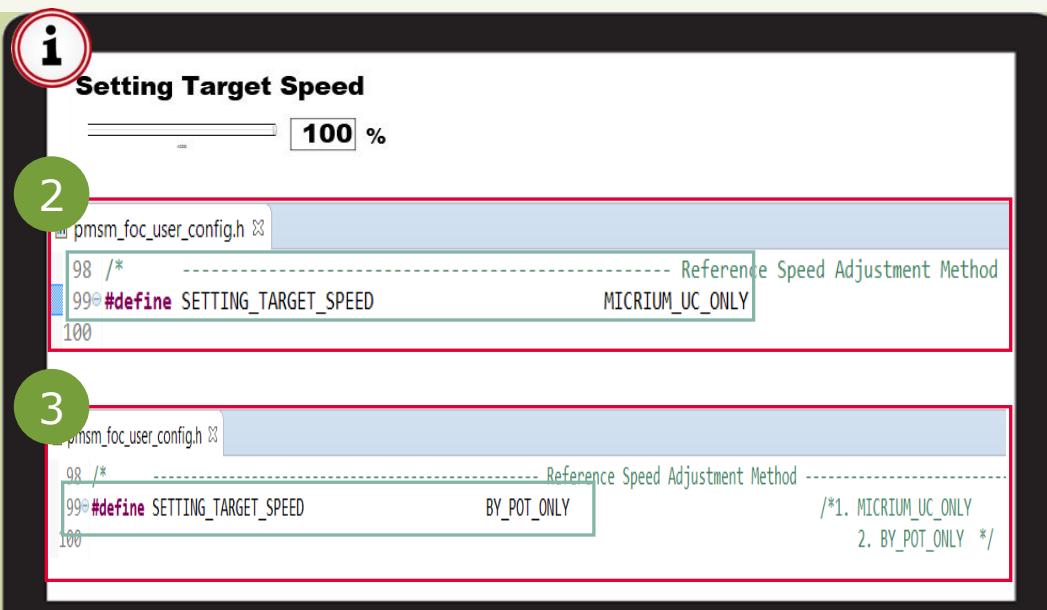 i
Setting Target Speed
100 %
2
pmsm_foc_user_config.h
98 /* --------------------------------------------------- Reference Speed Adjustment Method
99 #define SETTING_TARGET_SPEED MICRIUM_UC_ONLY
100
3
pmsm_foc_user_config.h
98 /* --------------------------------------------------- Reference Speed Adjustment Method --------------------------
99 #define SETTING_TARGET_SPEED BY_POT_ONLY /*1. MICRIUM_UC_ONLY
100 2. BY_POT_ONLY */